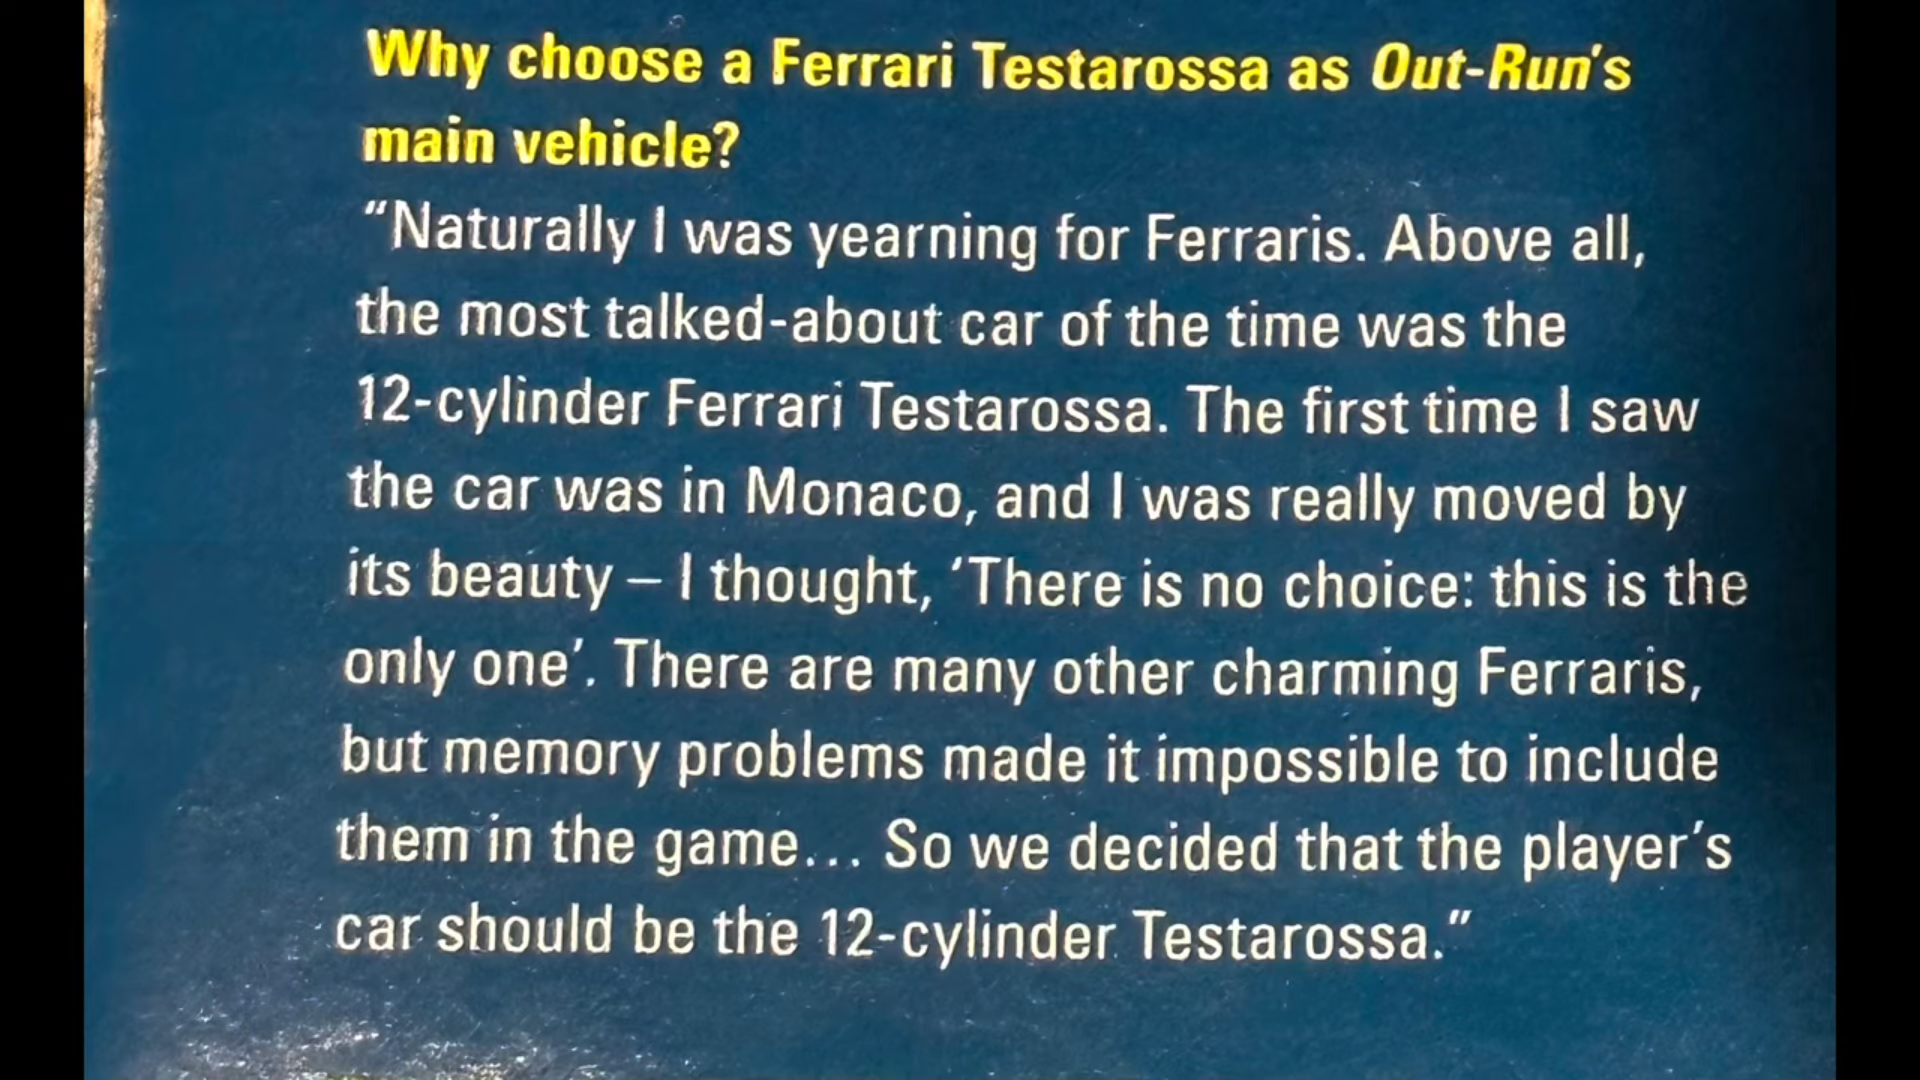 Why choose a Ferrari Testarossa as Out-Run's
main vehicle?
“Naturally I was yearning for Ferraris. Above all,
the most talked-about car of the time was the
12-cylinder Ferrari Testarossa. The first time I saw
the car was in Monaco, and I was really moved by
its beauty – I thought, ‘There is no choice: this is the
only one’. There are many other charming Ferraris,
but memory problems made it impossible to include
them in the game... So we decided that the player’s
car should be the 12-cylinder Testarossa.”